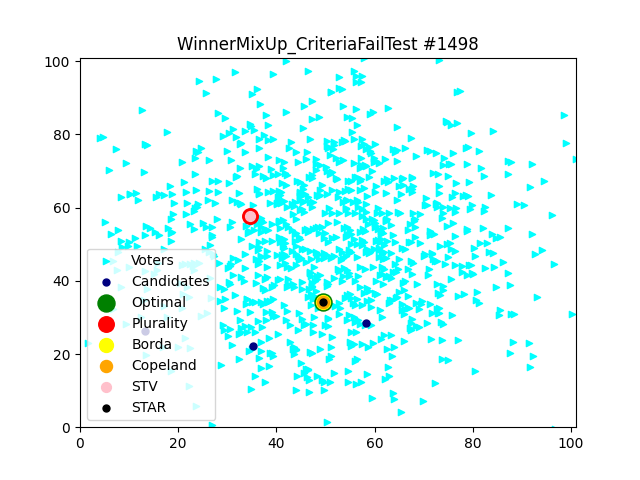 WinnerMixUp_CriteriaFailTest #1498
100
80
60
40
20
0
Voters
Candidates
Optimal
Plurality
Borda
Copeland
STV
STAR
0 20 40 60 80 100